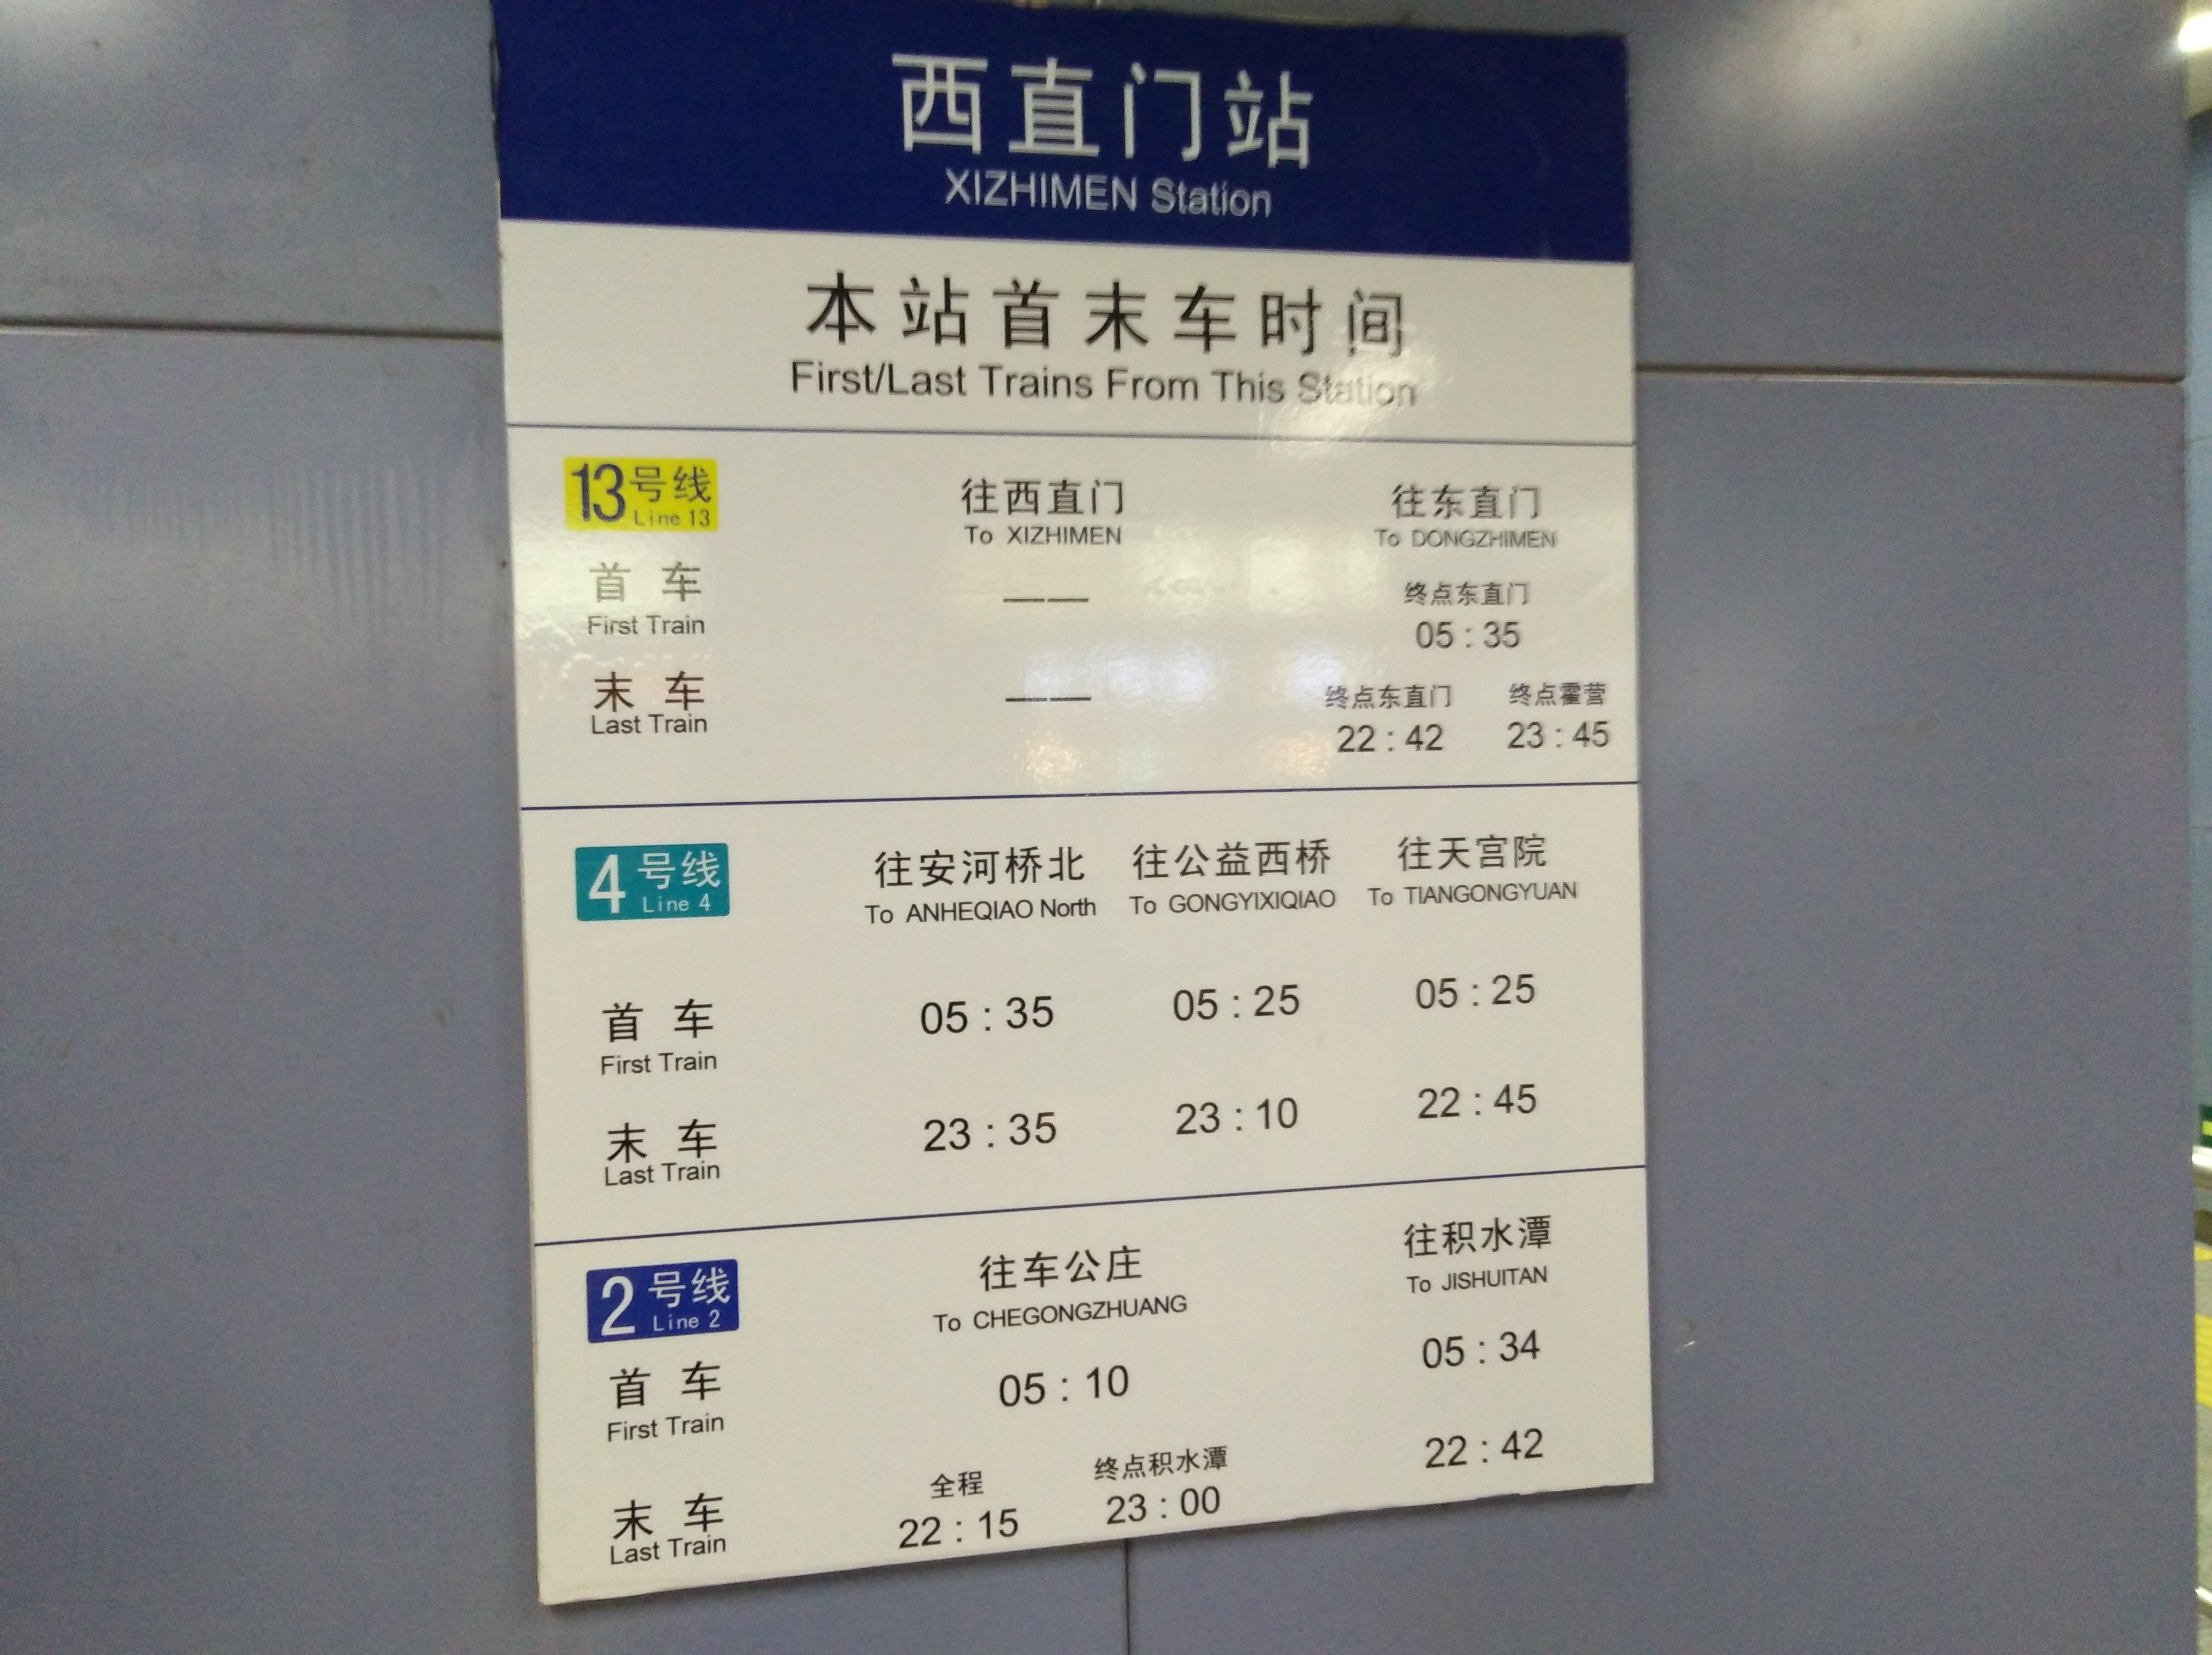 西直门站
XIZHIMEN Station
本站首末车时间
First/Last Trains From This Station
13号线 Line 13
往西直门 往东直门
To XIZHIMEN To DONGZHIMEN
首车 —— 终点东直门
First Train 05:35
末车 —— 终点东直门 终点霍营
Last Train 22:42 23:45
4号线 Line 4
往安河桥北 往公益西桥 往天宫院
To ANHEQIAO North To GONGYIXIQIAO To TIANGONGYUAN
首车 05:35 05:25 05:25
First Train
末车 23:35 23:10 22:45
Last Train
2号线 Line 2
往车公庄 往积水潭
To CHEGONGZHUANG To JISHUITAN
首车 05:10 05:34
First Train
末车 全程 终点积水潭
Last Train 22:15 23:00 22:42